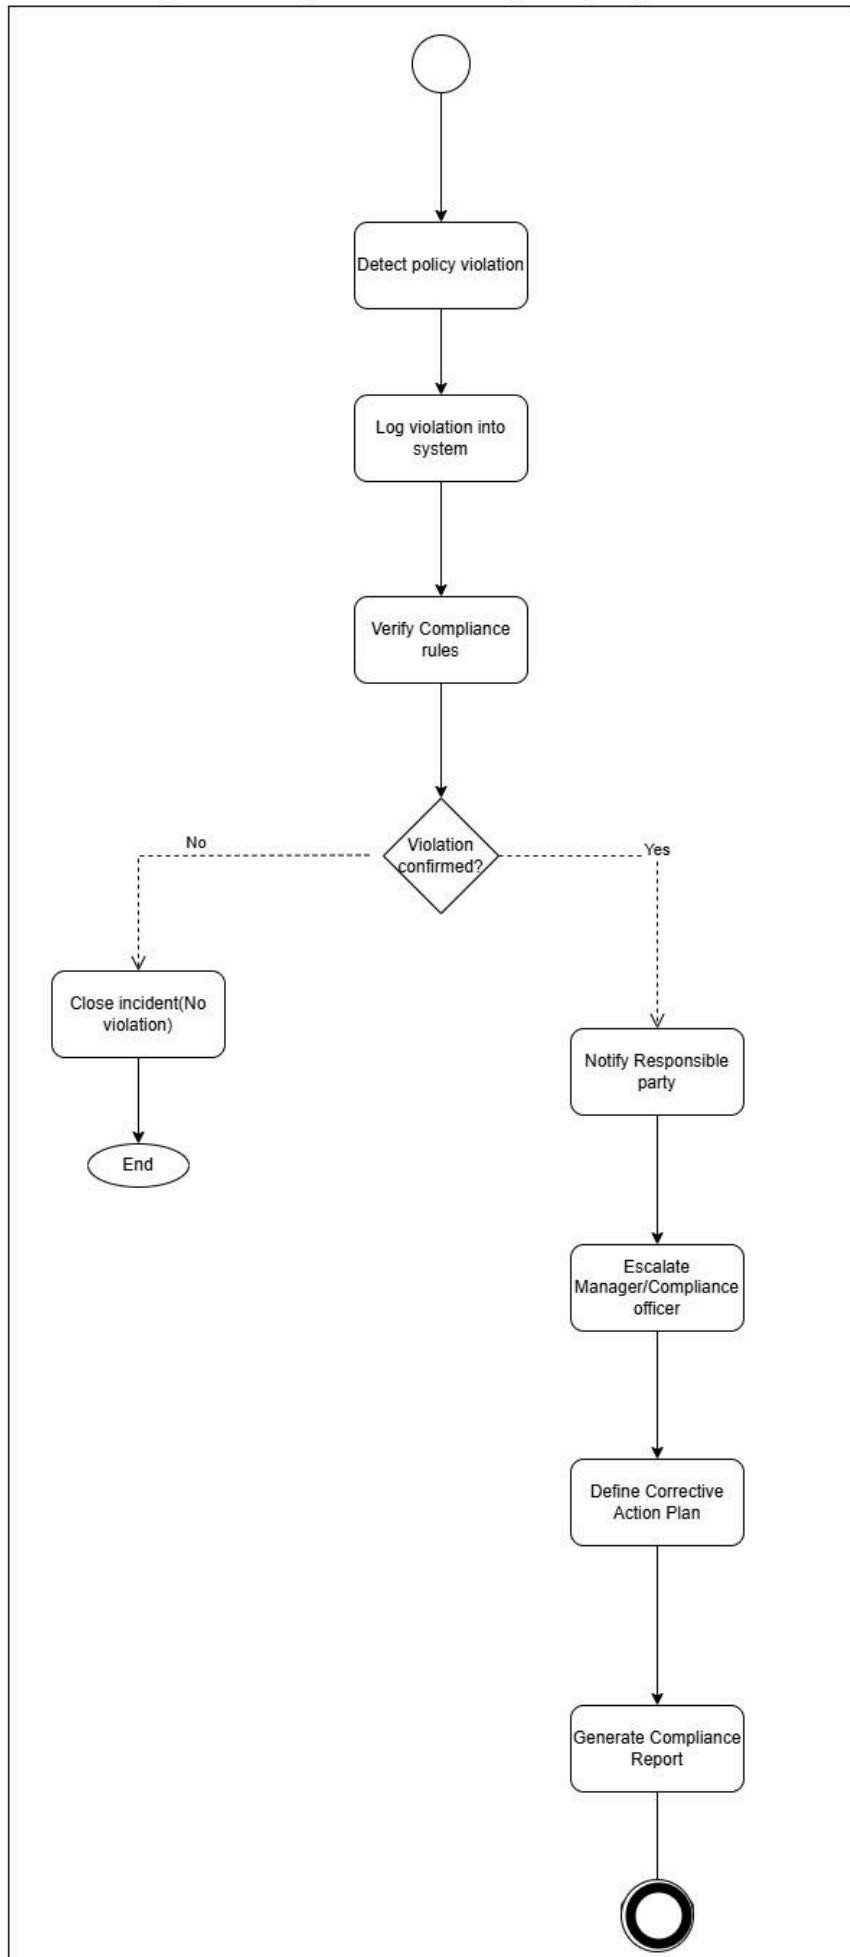 Detect policy violation
Log violation into
system
Verify Compliance
rules
Violation
confirmed?
No
Yes
Close incident(No
violation)
End
Notify Responsible
party
Escalate
Manager/Compliance
officer
Define Corrective
Action Plan
Generate Compliance
Report